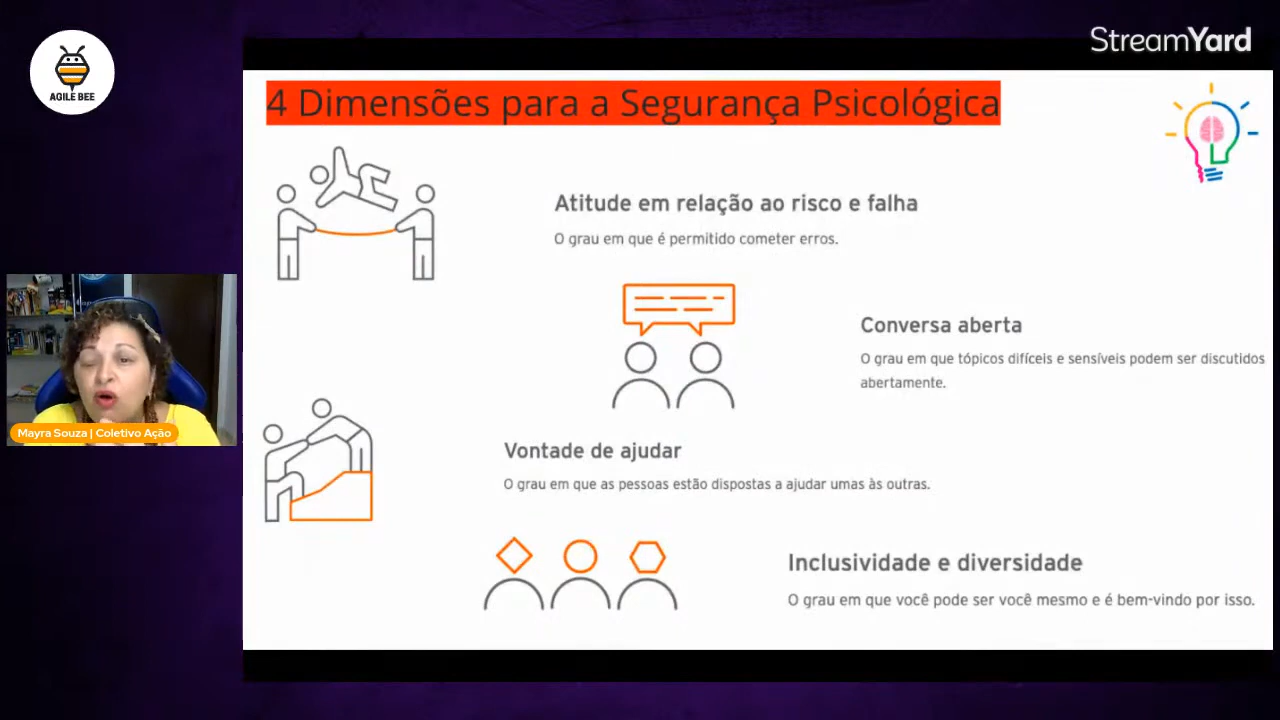 StreamYard
AGILE BEE
4 Dimensões para a Segurança Psicológica
Atitude em relação ao risco e falha
O grau em que é permitido cometer erros.
Conversa aberta
O grau em que tópicos difíceis e sensíveis podem ser discutidos
abertamente.
Mayra Souza | Coletivo Ação
Vontade de ajudar
O grau em que as pessoas estão dispostas a ajudar umas às outras.
Inclusividade e diversidade
O grau em que você pode ser você mesmo e é bem-vindo por isso.